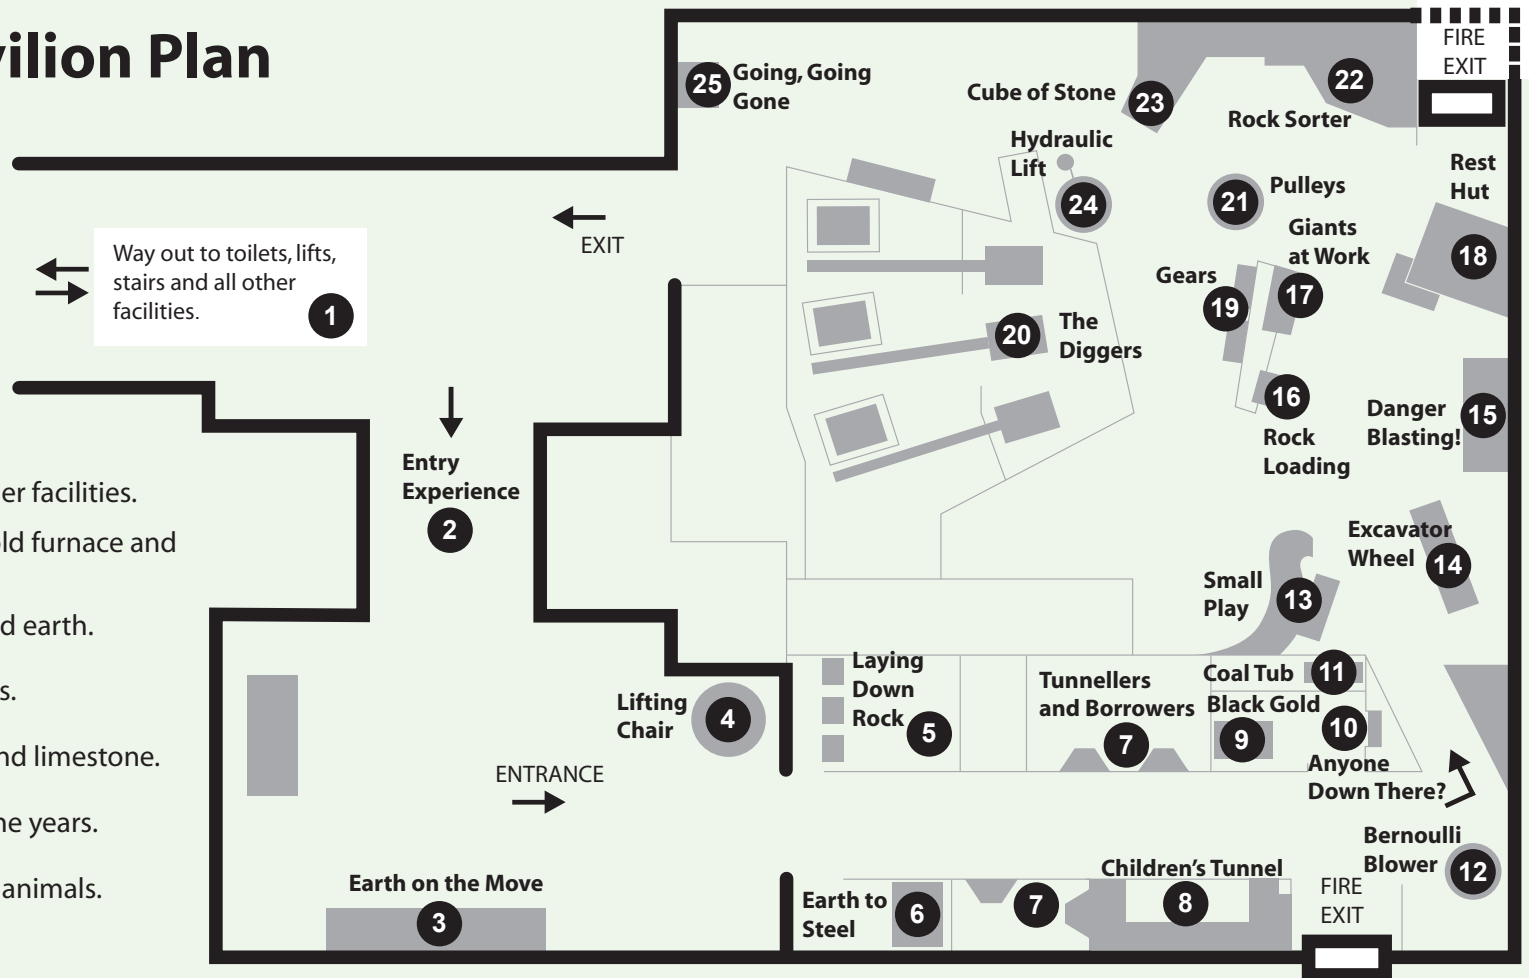 vilion Plan
25 Going, Going
Gone
Cube of Stone 23
22
Rock Sorter
FIRE
EXIT
Hydraulic
Lift
24
21 Pulleys
Rest
Hut
18
Giants
at Work
17
Gears
19
EXIT
Way out to toilets, lifts,
stairs and all other
facilities.
1
20 The
Diggers
16
Rock
Loading
Danger
Blasting!
15
Entry
Experience
2
er facilities.
old furnace and
d earth.
s.
nd limestone.
ne years.
animals.
Excavator
Wheel 14
Small
Play
13
Laying
Down
Rock 5
Tunnellers
and Borrowers
7
Coal Tub 11
Black Gold
9
10
Anyone
Down There?
Lifting
Chair
4
ENTRANCE
Bernoulli
Blower 12
Earth on the Move
3
Earth to
Steel
6
7
Children's Tunnel
8
FIRE
EXIT